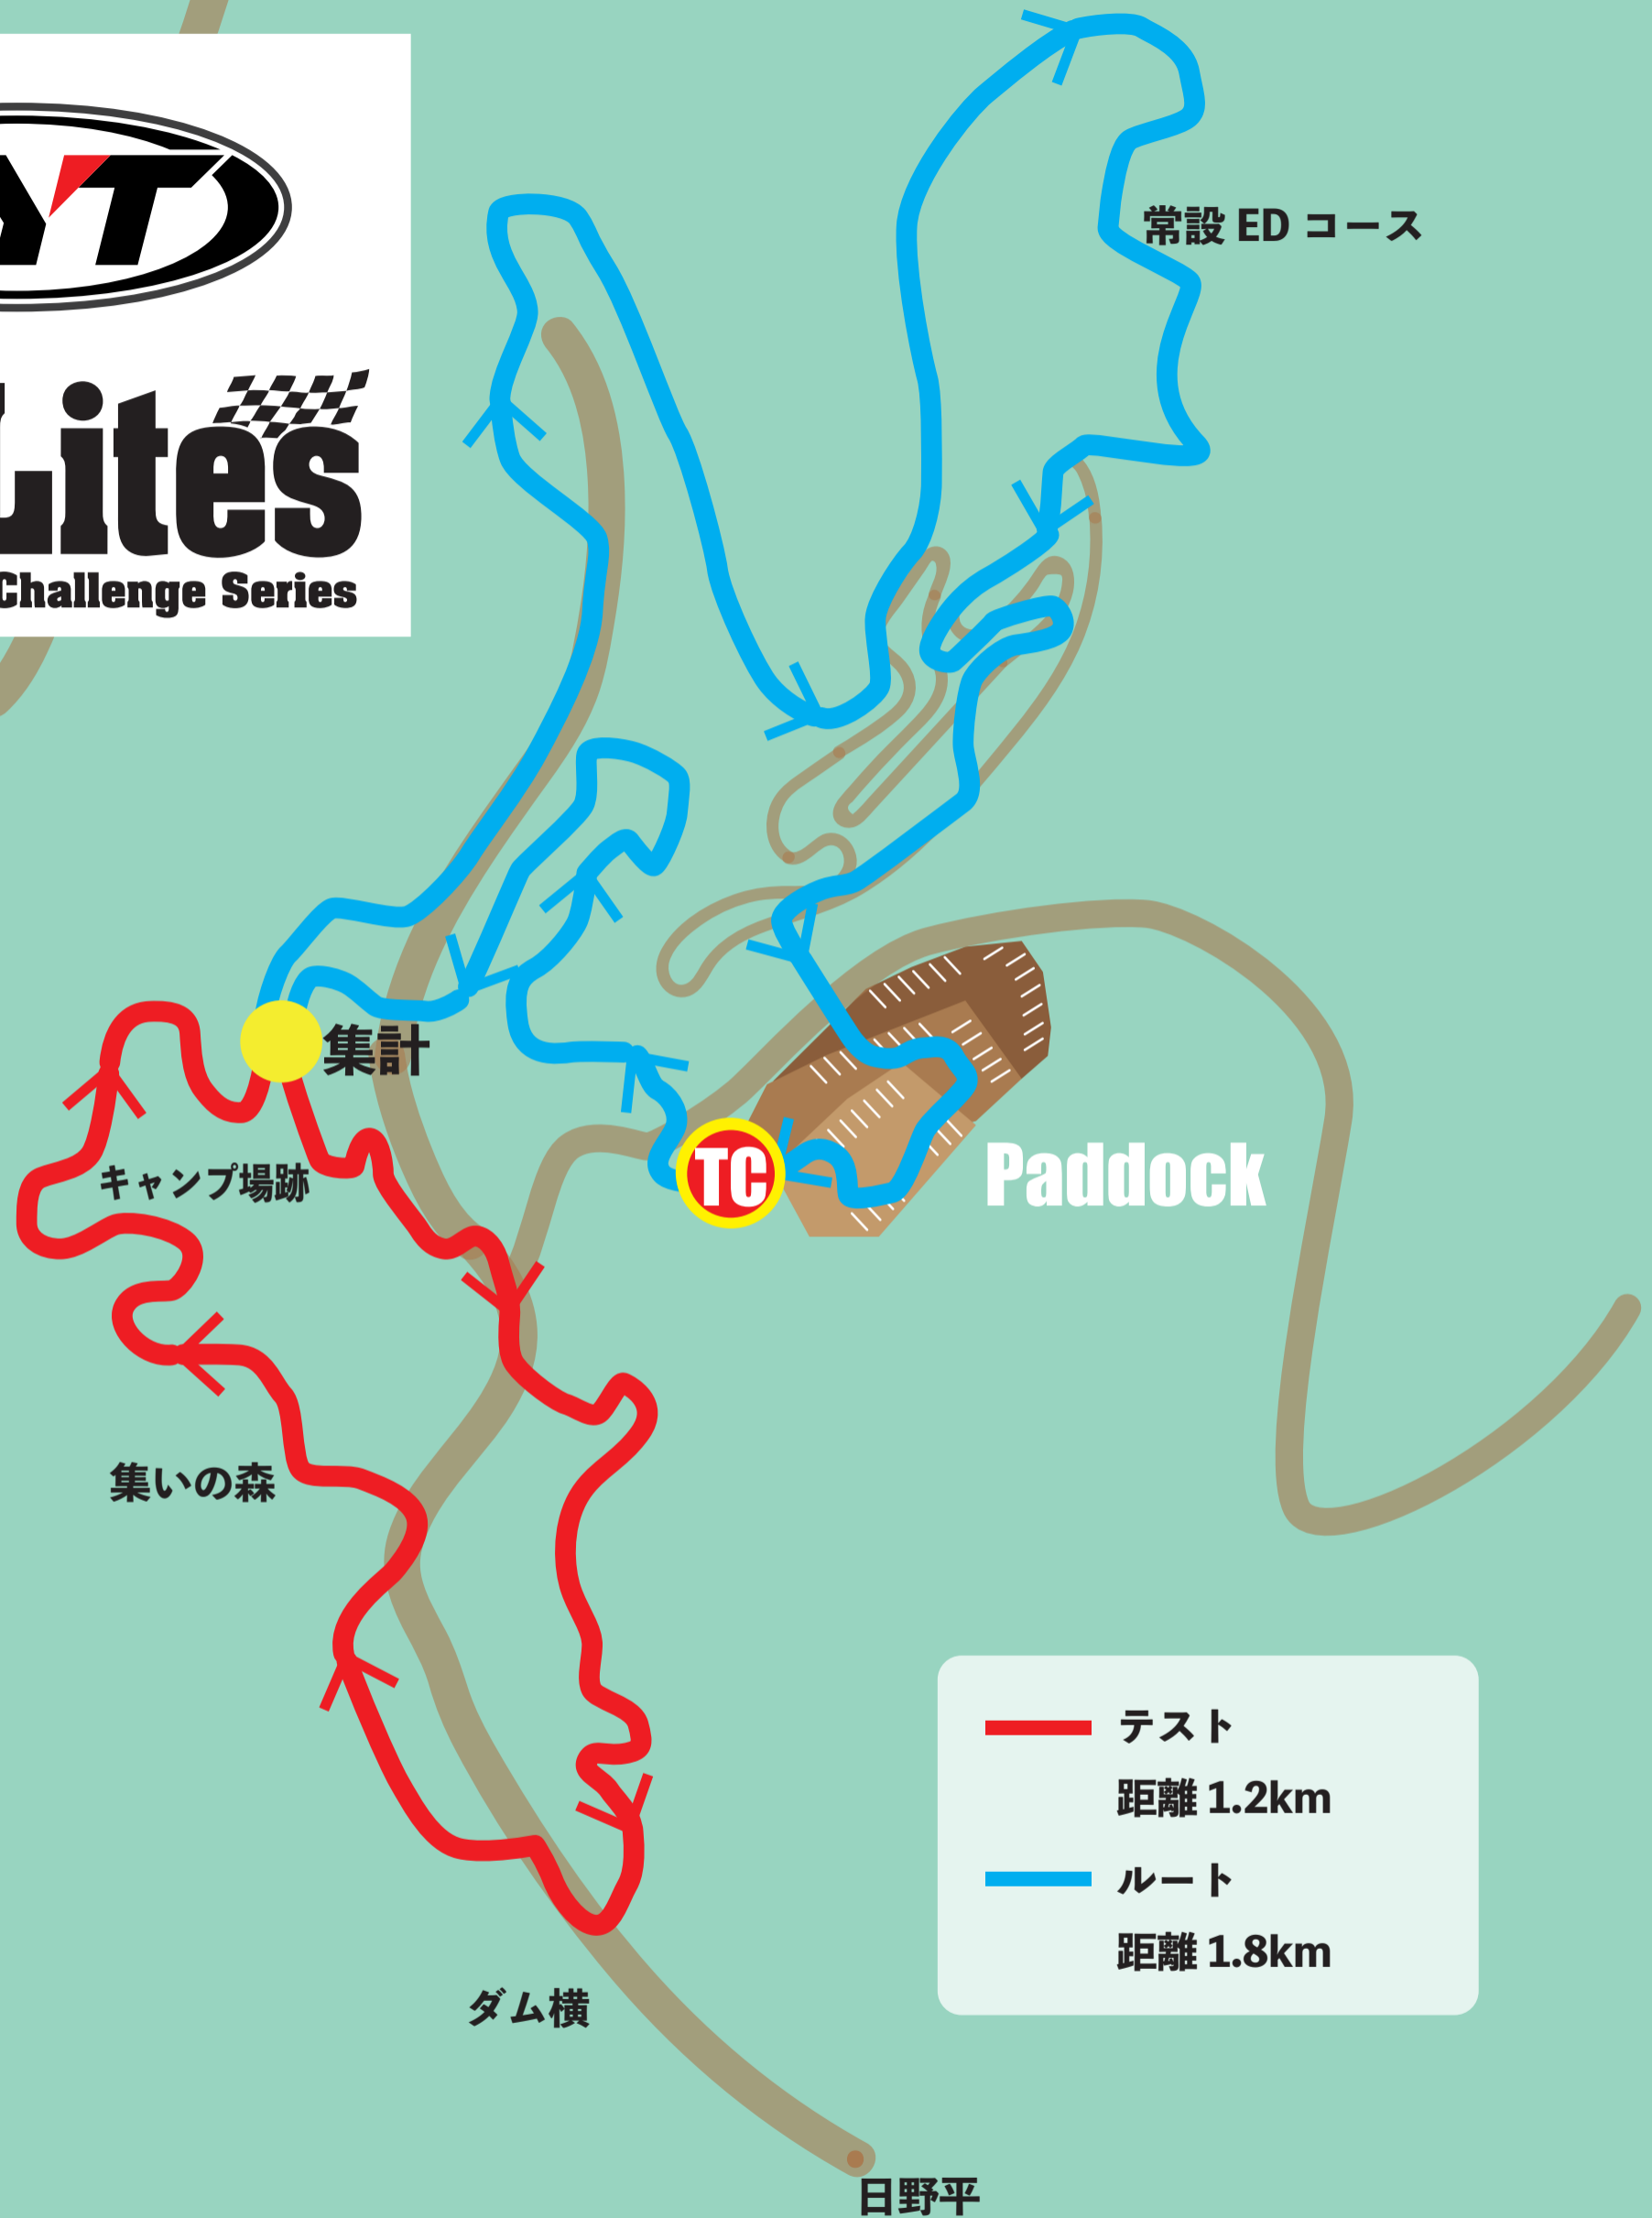 YT
Lites
Challenge Series
常設 ED コース
集計
キャンプ場跡
TC
Paddock
集いの森
テスト
距離 1.2km
ルート
距離 1.8km
ダム横
日野平